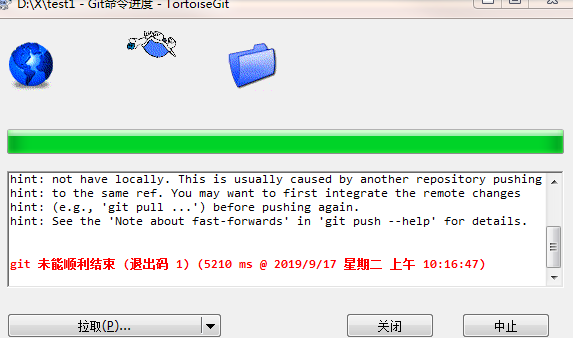 D:\X\test1 - Git命令进度 - TortoiseGit
hint: not have locally. This is usually caused by another repository pushing
hint: to the same ref. You may want to first integrate the remote changes
hint: (e.g., 'git pull ...') before pushing again.
hint: See the 'Note about fast-forwards' in 'git push --help' for details.
git 未能顺利结束 (退出码 1) (5210 ms @ 2019/9/17 星期二 上午 10:16:47)
拉取(P)... 关闭 中止